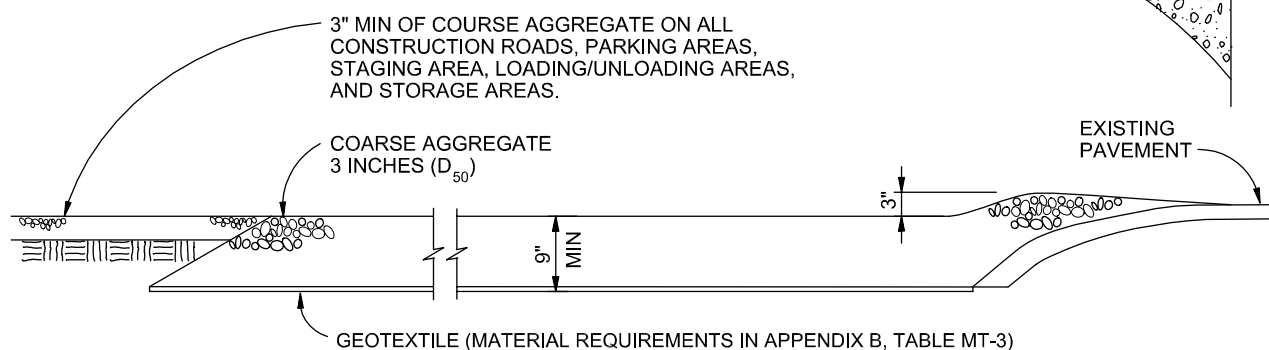 3" MIN OF COURSE AGGREGATE ON ALL
CONSTRUCTION ROADS, PARKING AREAS,
STAGING AREA, LOADING/UNLOADING AREAS,
AND STORAGE AREAS.
COARSE AGGREGATE
3 INCHES (D50)
EXISTING
PAVEMENT
3"
9"
MIN
GEOTEXTILE (MATERIAL REQUIREMENTS IN APPENDIX B, TABLE MT-3)